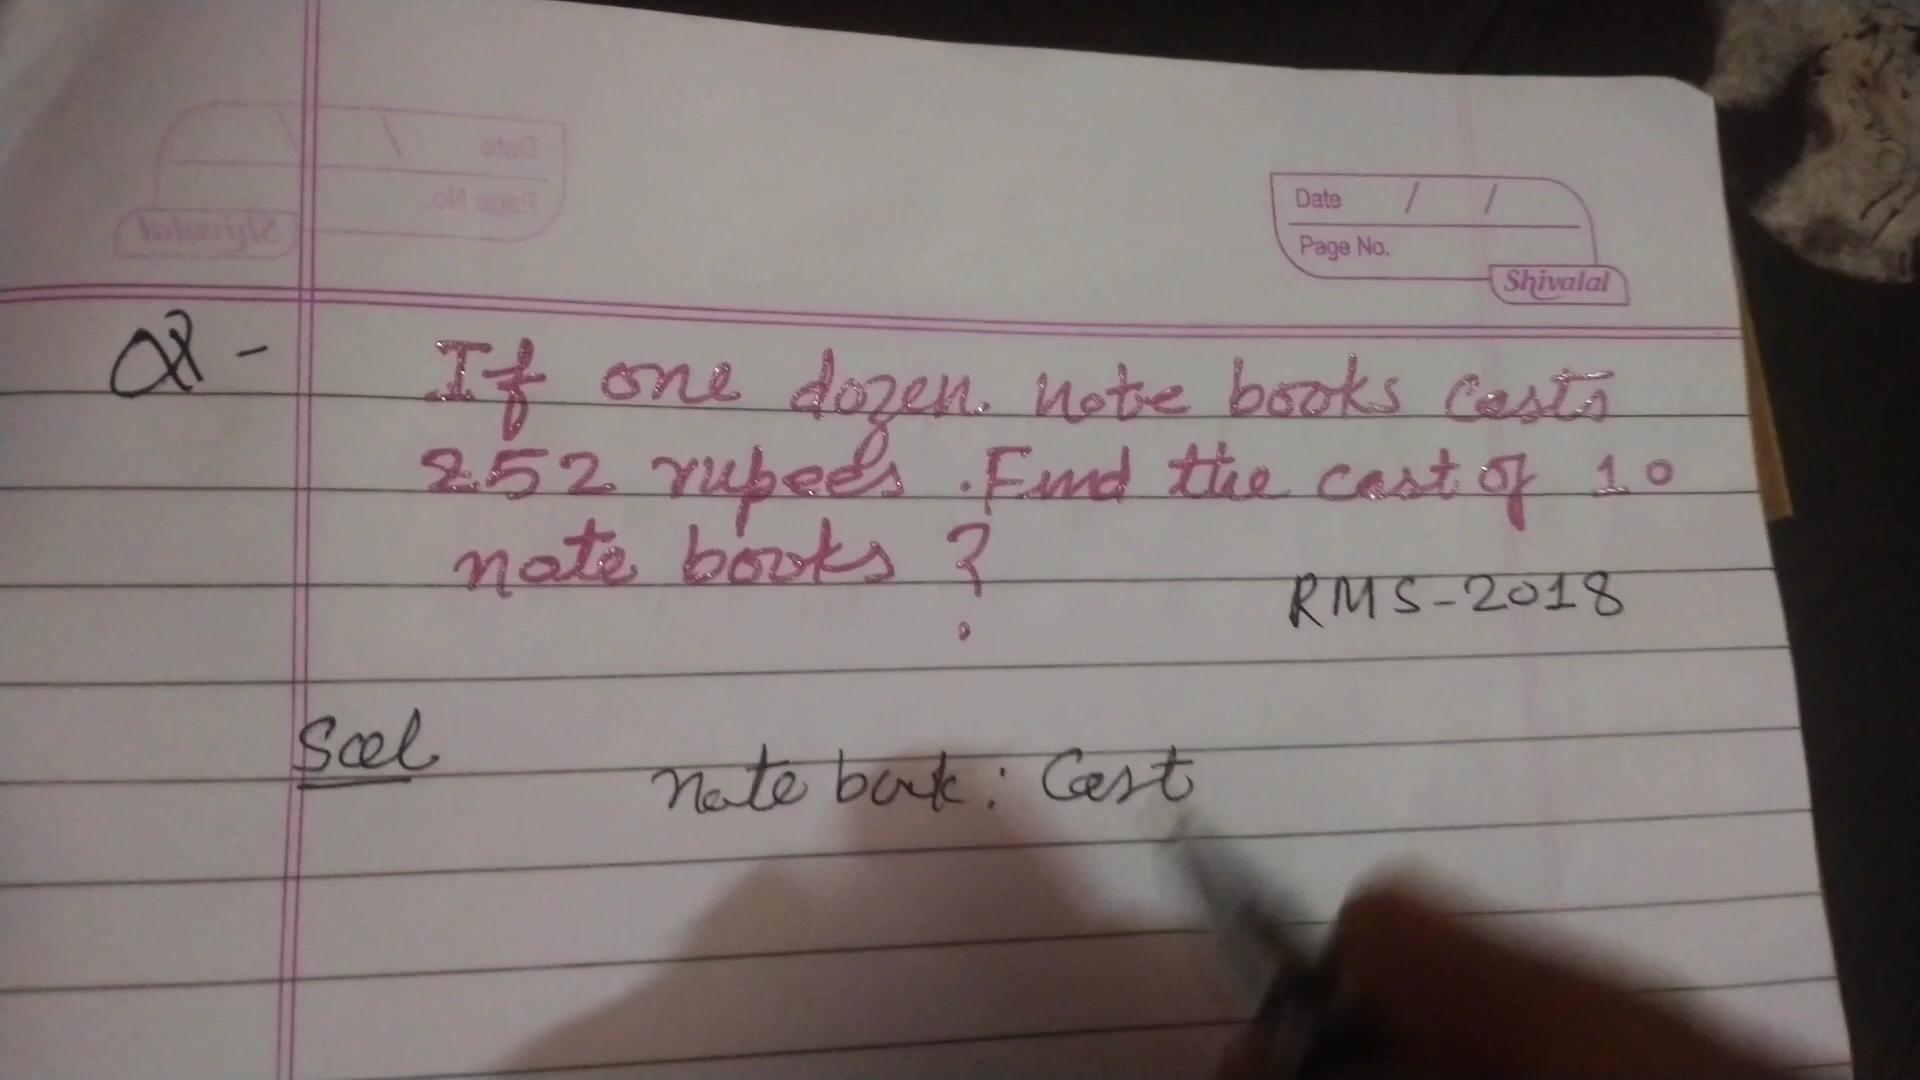 Date / /
Page No.
Shivalal
Q -
If one dozen. note books costs
252 rupees. Find the cost of 10
note books ?
RMS-2018
Sol
Note book : Cost